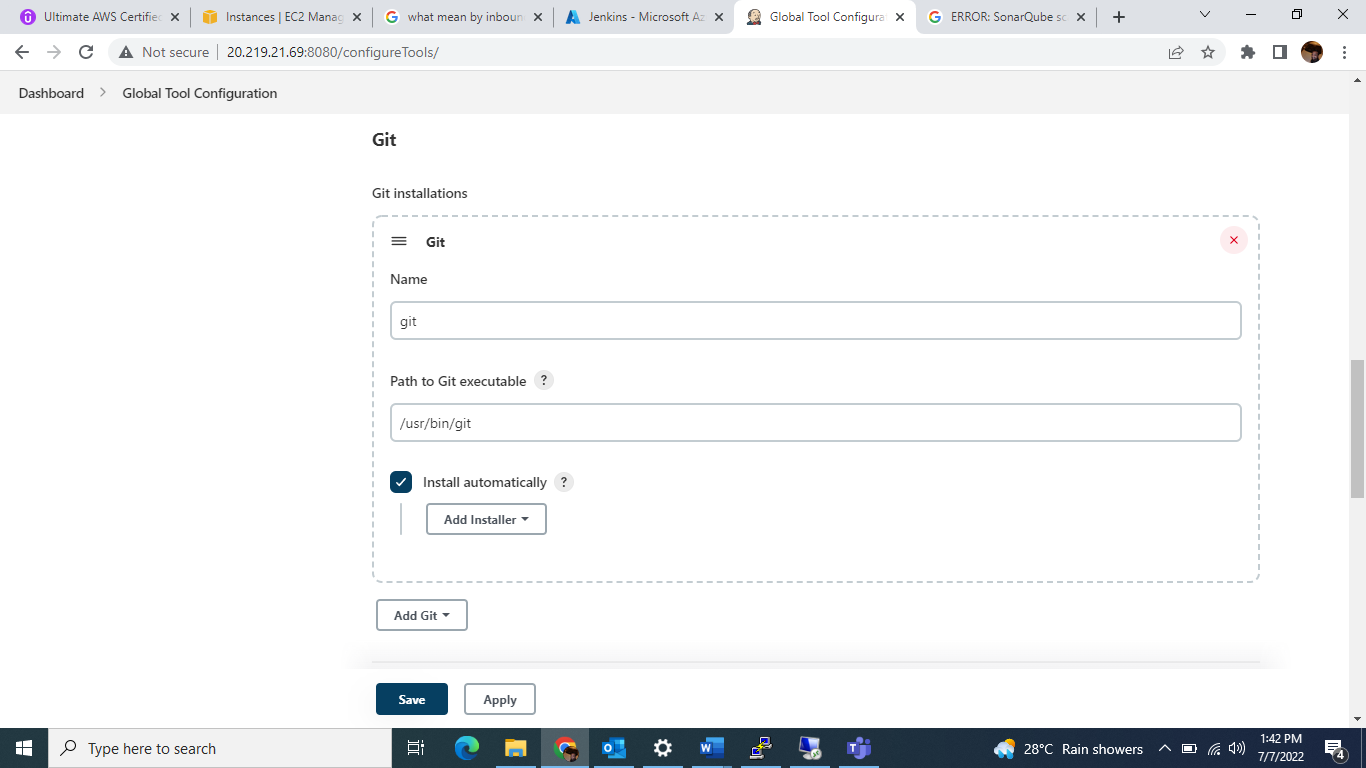 Ultimate AWS Certified
Instances | EC2 Manag
what mean by inboun
Jenkins - Microsoft Az
Global Tool Configura
ERROR: SonarQube sc
Not secure
20.219.21.69:8080/configureTools/
Dashboard
Global Tool Configuration
Git
Git installations
Git
Name
git
Path to Git executable ?
/usr/bin/git
Install automatically ?
Add Installer
Add Git
Save
Apply
Type here to search
28°C Rain showers
1:42 PM
7/7/2022
4